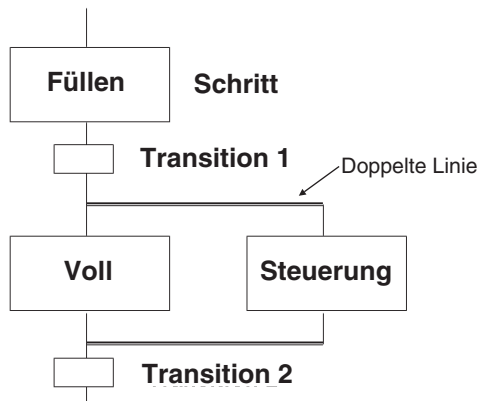 Füllen
Schritt
Transition 1
Doppelte Linie
Voll
Steuerung
Transition 2